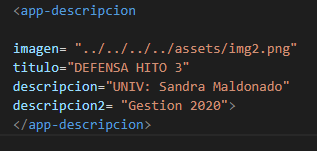 <app-descripcion
imagen= "../../../../assets/img2.png"
titulo="DEFENSA HITO 3"
descripcion="UNIV: Sandra Maldonado"
descripcion2= "Gestion 2020">
</app-descripcion>